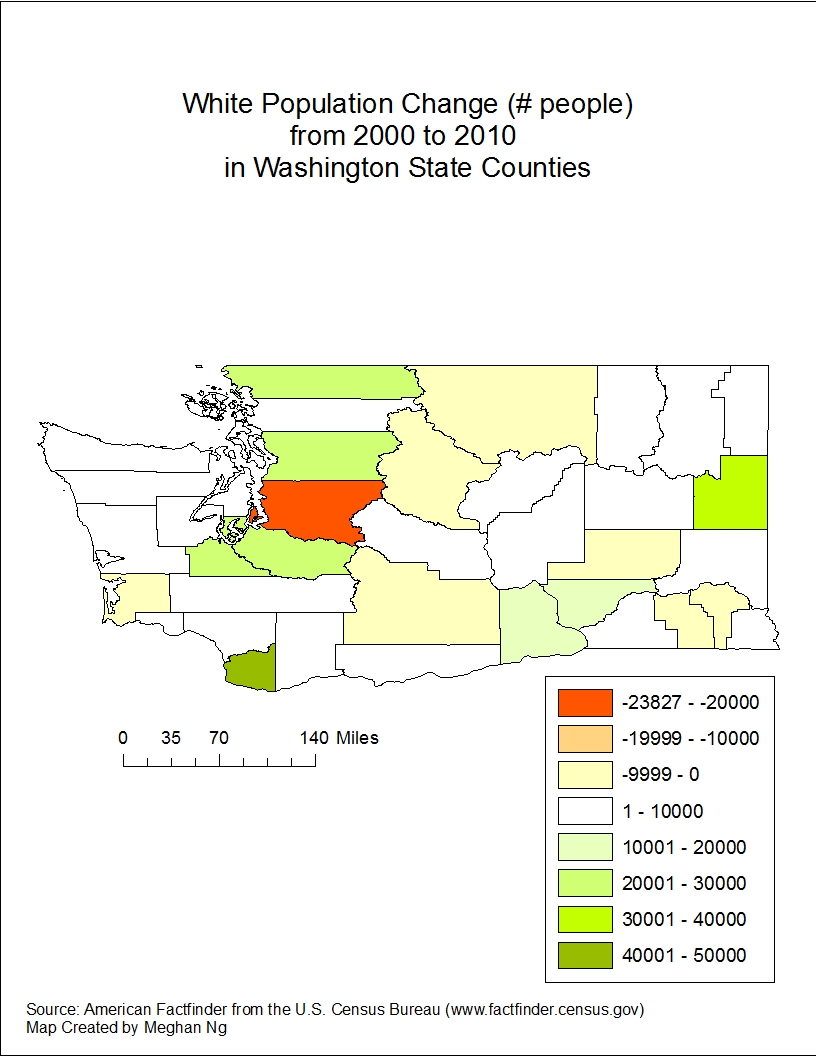 White Population Change (# people)
from 2000 to 2010
in Washington State Counties
0 35 70 140 Miles
-23827 - -20000
-19999 - -10000
-9999 - 0
1 - 10000
10001 - 20000
20001 - 30000
30001 - 40000
40001 - 50000
Source: American Factfinder from the U.S. Census Bureau (www.factfinder.census.gov)
Map Created by Meghan Ng